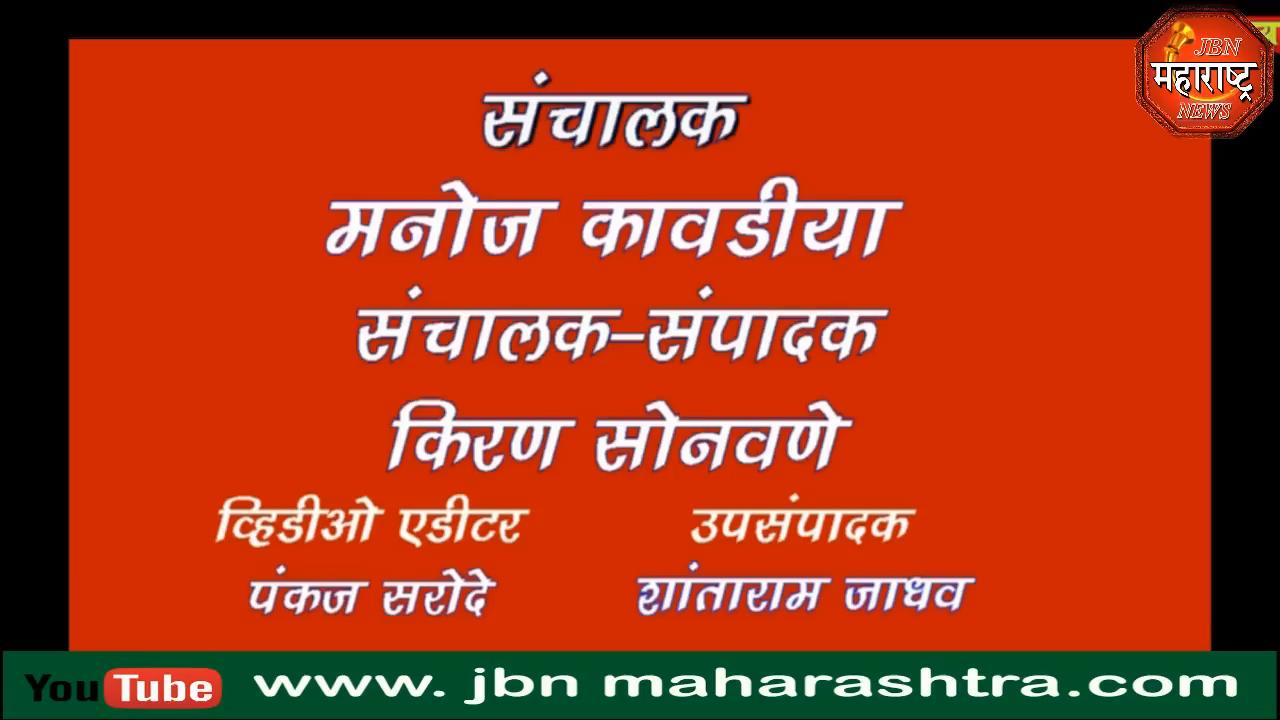 JBN
महाराष्ट्र
NEWS
संचालक
मनोज कावडीया
संचालक–संपादक
किरण सोनवणे
व्हिडीओ एडीटर उपसंपादक
पंकज सरोदे शांताराम जाधव
YouTube www. jbn maharashtra.com